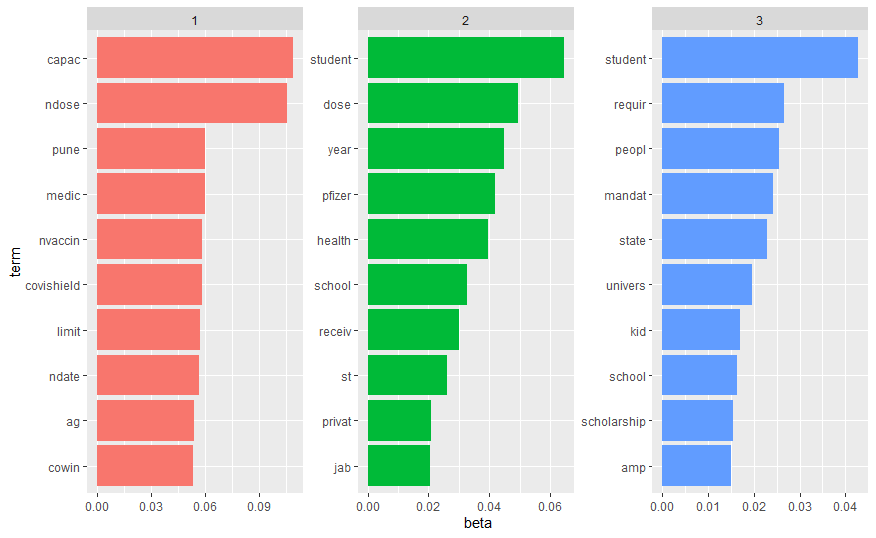 1
capac
ndose
pune
medic
nvaccin
covishield
limit
ndate
ag
cowin
0.00 0.03 0.06 0.09
2
student
dose
year
pfizer
health
school
receiv
st
privat
jab
0.00 0.02 0.04 0.06
3
student
requir
peopl
mandat
state
univers
kid
school
scholarship
amp
0.00 0.01 0.02 0.03 0.04
term
beta